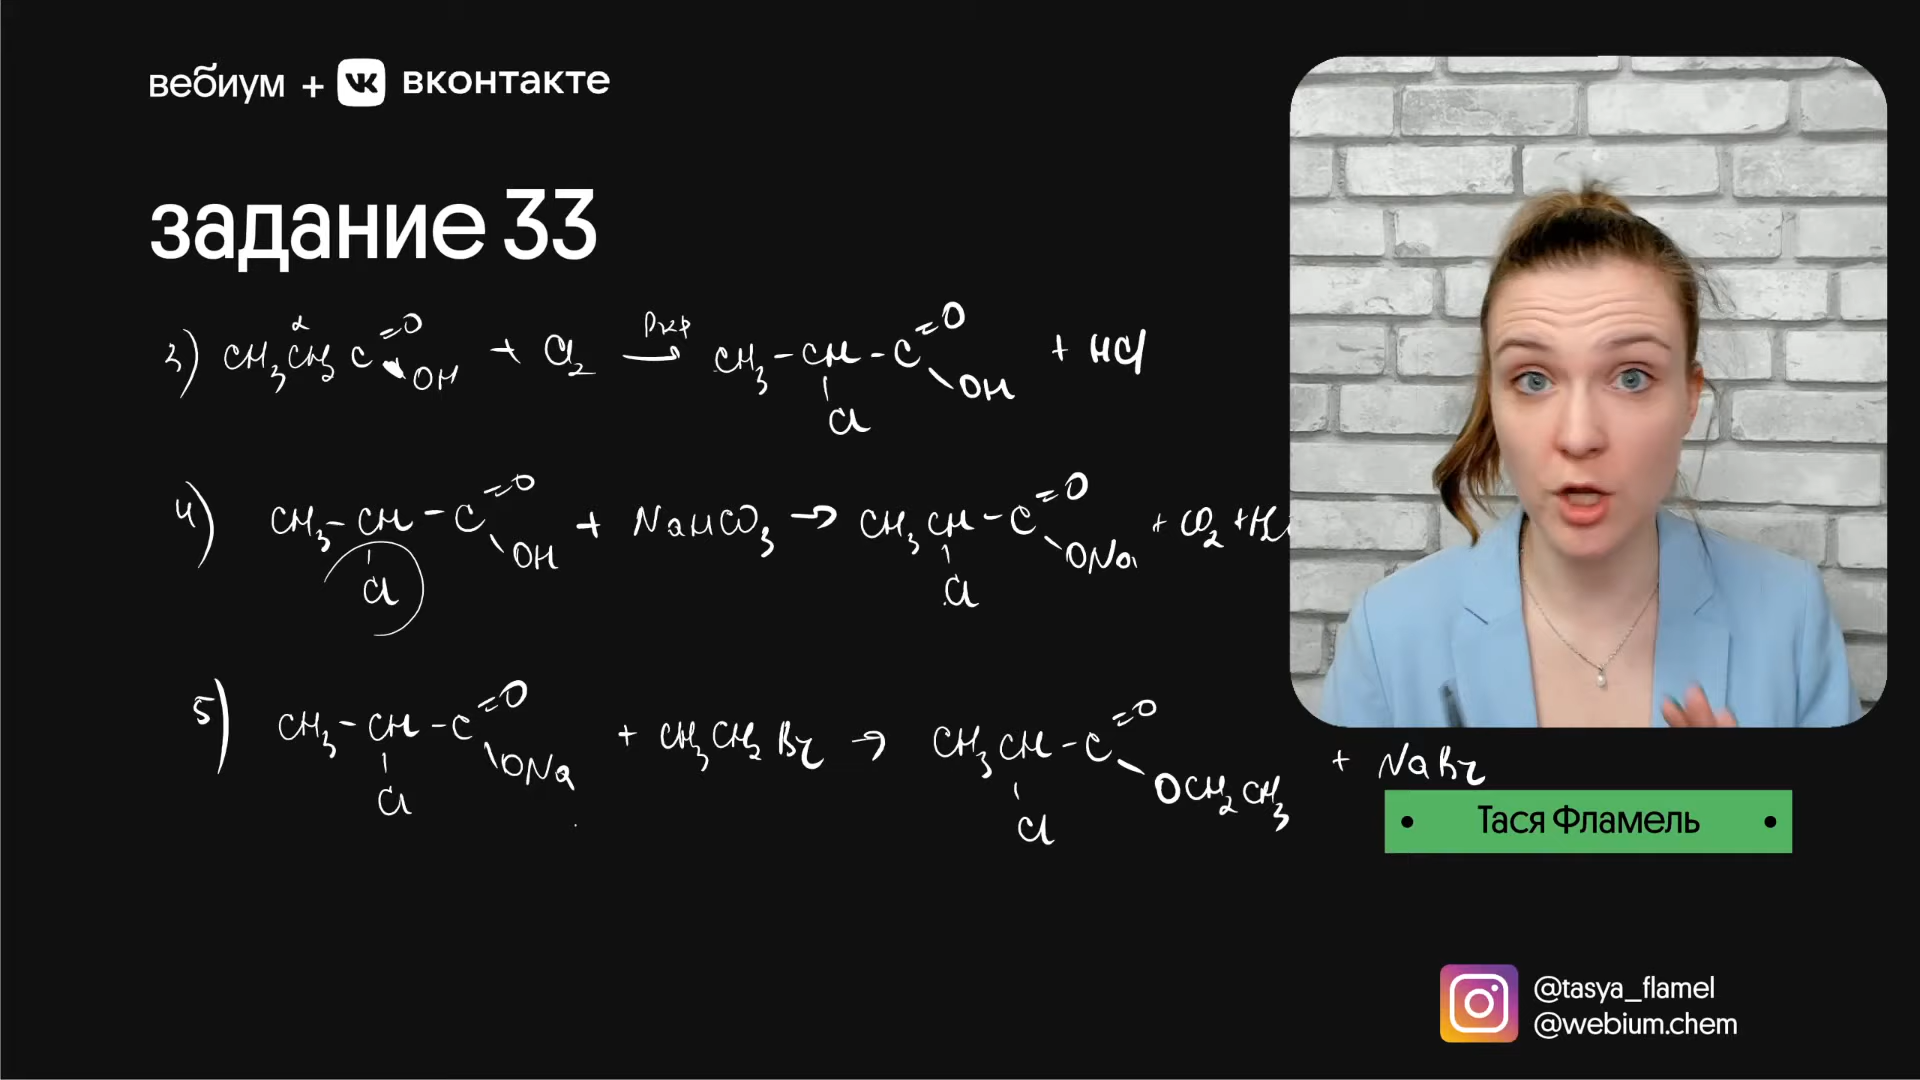 вебиум + вконтакте
задание 33
3) CH₃CH₂C=O OH + Cl₂ → CH₃-CH-C=O OH + HCl
α
Cl
4) CH₃-CH-C=O OH + NaHCO₃ → CH₃CH-C=O ONa + CO₂ +H₂
Cl Cl
5) CH₃-CH-C=O ONa + CH₃CH₂Br → CH₃CH-C=O OCH₂CH₃ + NaBr
Cl Cl
• Тася Фламель •
@tasya_flamel
@webium.chem